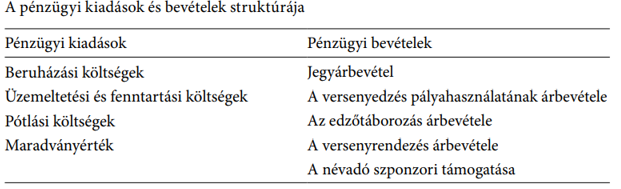 A pénzügyi kiadások és bevételek struktúrája
Pénzügyi kiadások Pénzügyi bevételek
Beruházási költségek Jegyárbevétel
Üzemeltetési és fenntartási költségek A versenyedzés pályahasználatának árbevétele
Pótlási költségek Az edzőtáborozás árbevétele
Maradványérték A versenyrendezés árbevétele
A névadó szponzori támogatása